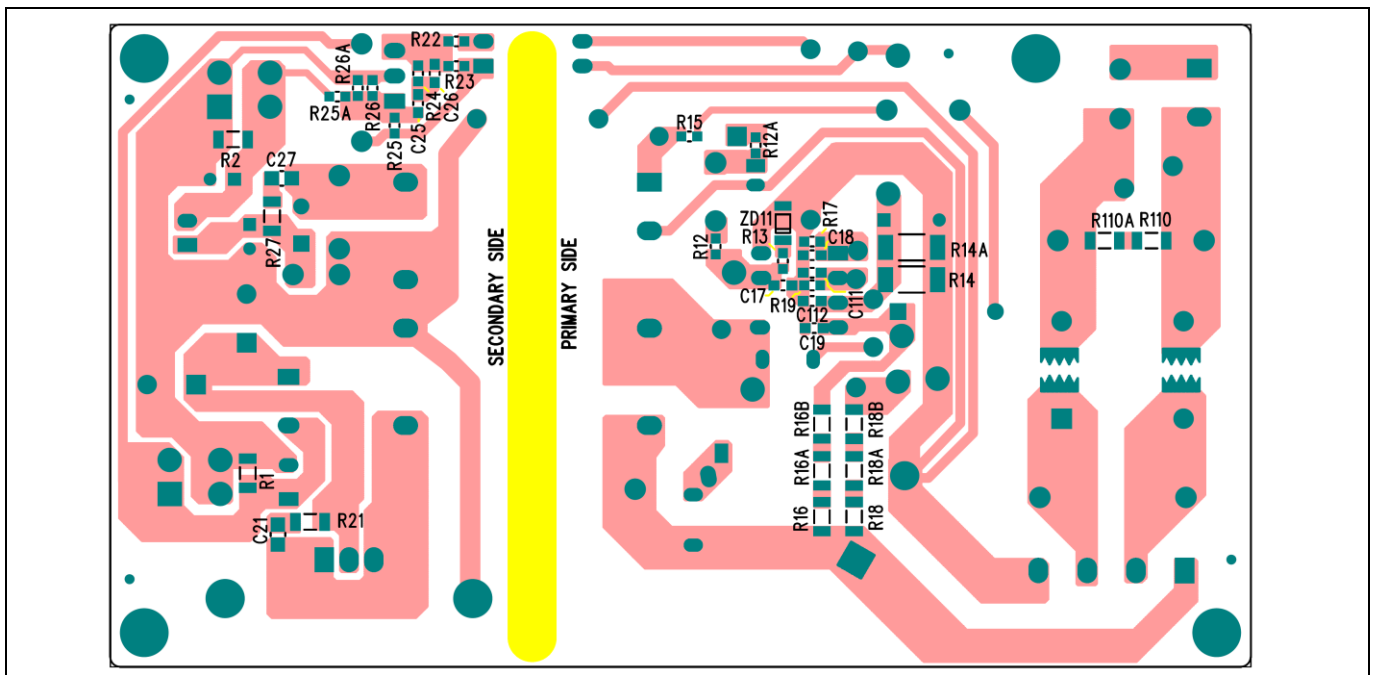 R22
R26A
R23
R24
C26
R25A
R26
C25
R25
R2
C27
R27
R1
C21
R21
SECONDARY SIDE
PRIMARY SIDE
R15
R12A
ZD11
R17
R13
C18
R12
R14A
R14
C17
R19
C111
C112
C19
R110A
R110
R16B
R18B
R16A
R18A
R16
R18